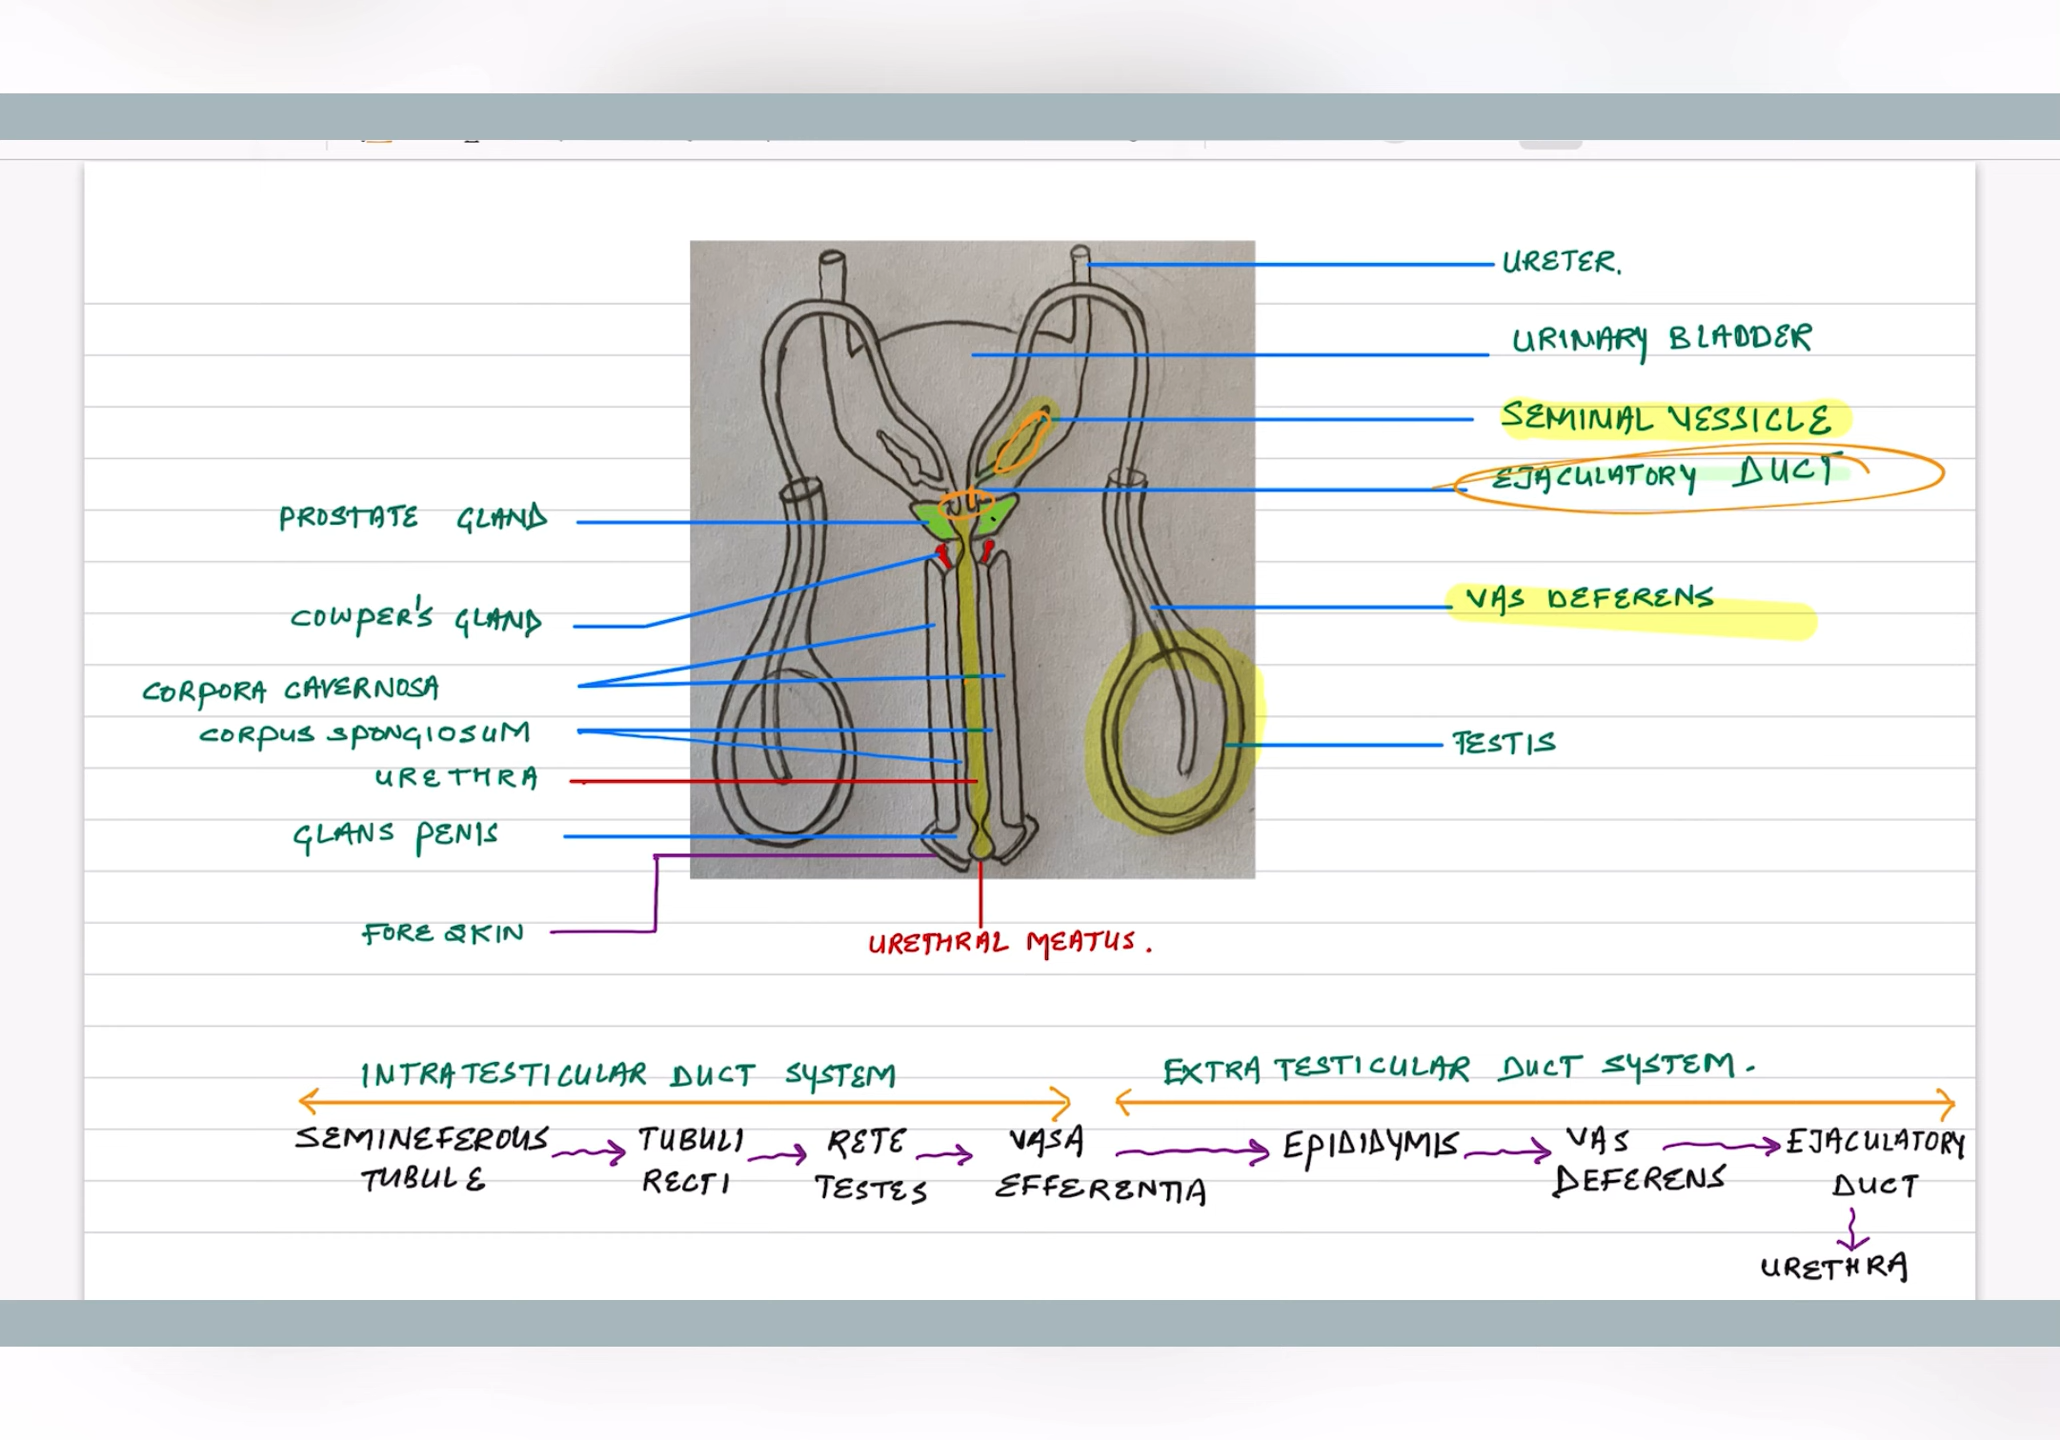 URETER.
URINARY BLADDER
SEMINAL VESSICLE
EJACULATORY DUCT
PROSTATE GLAND
VAS DEFERENS
COWPER'S GLAND
CORPORA CAVERNOSA
CORPUS SPONGIOSUM
TESTIS
URETHRA
GLANS PENIS
FORE SKIN
URETHRAL MEATUS.
INTRATESTICULAR DUCT SYSTEM
EXTRA TESTICULAR DUCT SYSTEM.
SEMINEFEROUS TUBULE
TUBULI RECTI
RETE TESTES
VASA EFFERENTIA
EPIDIDYMIS
VAS DEFERENS
EJACULATORY DUCT
URETHRA